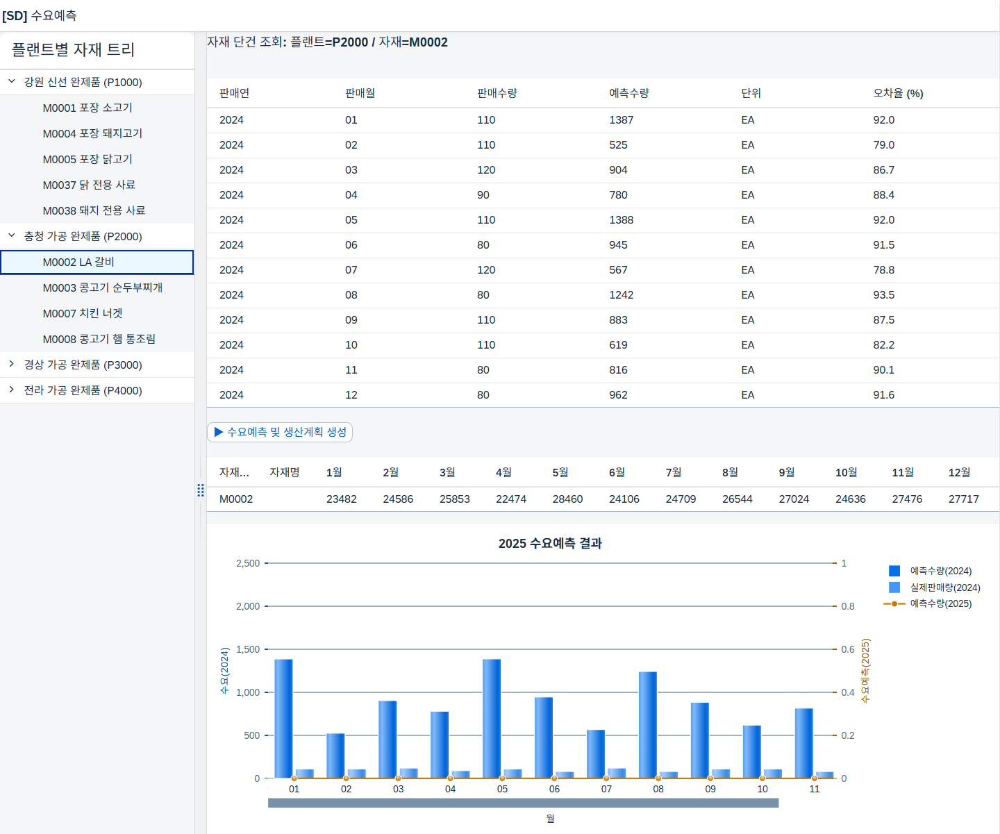 [SD] 수요예측
플랜트별 자재 트리
강원 신선 완제품 (P1000)
M0001 포장 소고기
M0004 포장 돼지고기
M0005 포장 닭고기
M0037 닭 전용 사료
M0038 돼지 전용 사료
충청 가공 완제품 (P2000)
M0002 LA 갈비
M0003 콩고기 순두부찌개
M0007 치킨 너겟
M0008 콩고기 햄 통조림
경상 가공 완제품 (P3000)
전라 가공 완제품 (P4000)
자재 단건 조회: 플랜트=P2000 / 자재=M0002
판매연 판매월 판매수량 예측수량 단위 오차율 (%)
2024 01 110 1387 EA 92.0
2024 02 110 525 EA 79.0
2024 03 120 904 EA 86.7
2024 04 90 780 EA 88.4
2024 05 110 1388 EA 92.0
2024 06 80 945 EA 91.5
2024 07 120 567 EA 78.8
2024 08 80 1242 EA 93.5
2024 09 110 883 EA 87.5
2024 10 110 619 EA 82.2
2024 11 80 816 EA 90.1
2024 12 80 962 EA 91.6
▶ 수요예측 및 생산계획 생성
자재... 자재명 1월 2월 3월 4월 5월 6월 7월 8월 9월 10월 11월 12월
M0002 23482 24586 25853 22474 28460 24106 24709 26544 27024 24636 27476 27717
2025 수요예측 결과
수요(2024)
2,500
2,000
1,500
1,000
500
0
1
0.8
0.6
0.4
0.2
0
수요예측(2025)
01 02 03 04 05 06 07 08 09 10 11
월
예측수량(2024)
실제판매량(2024)
예측수량(2025)